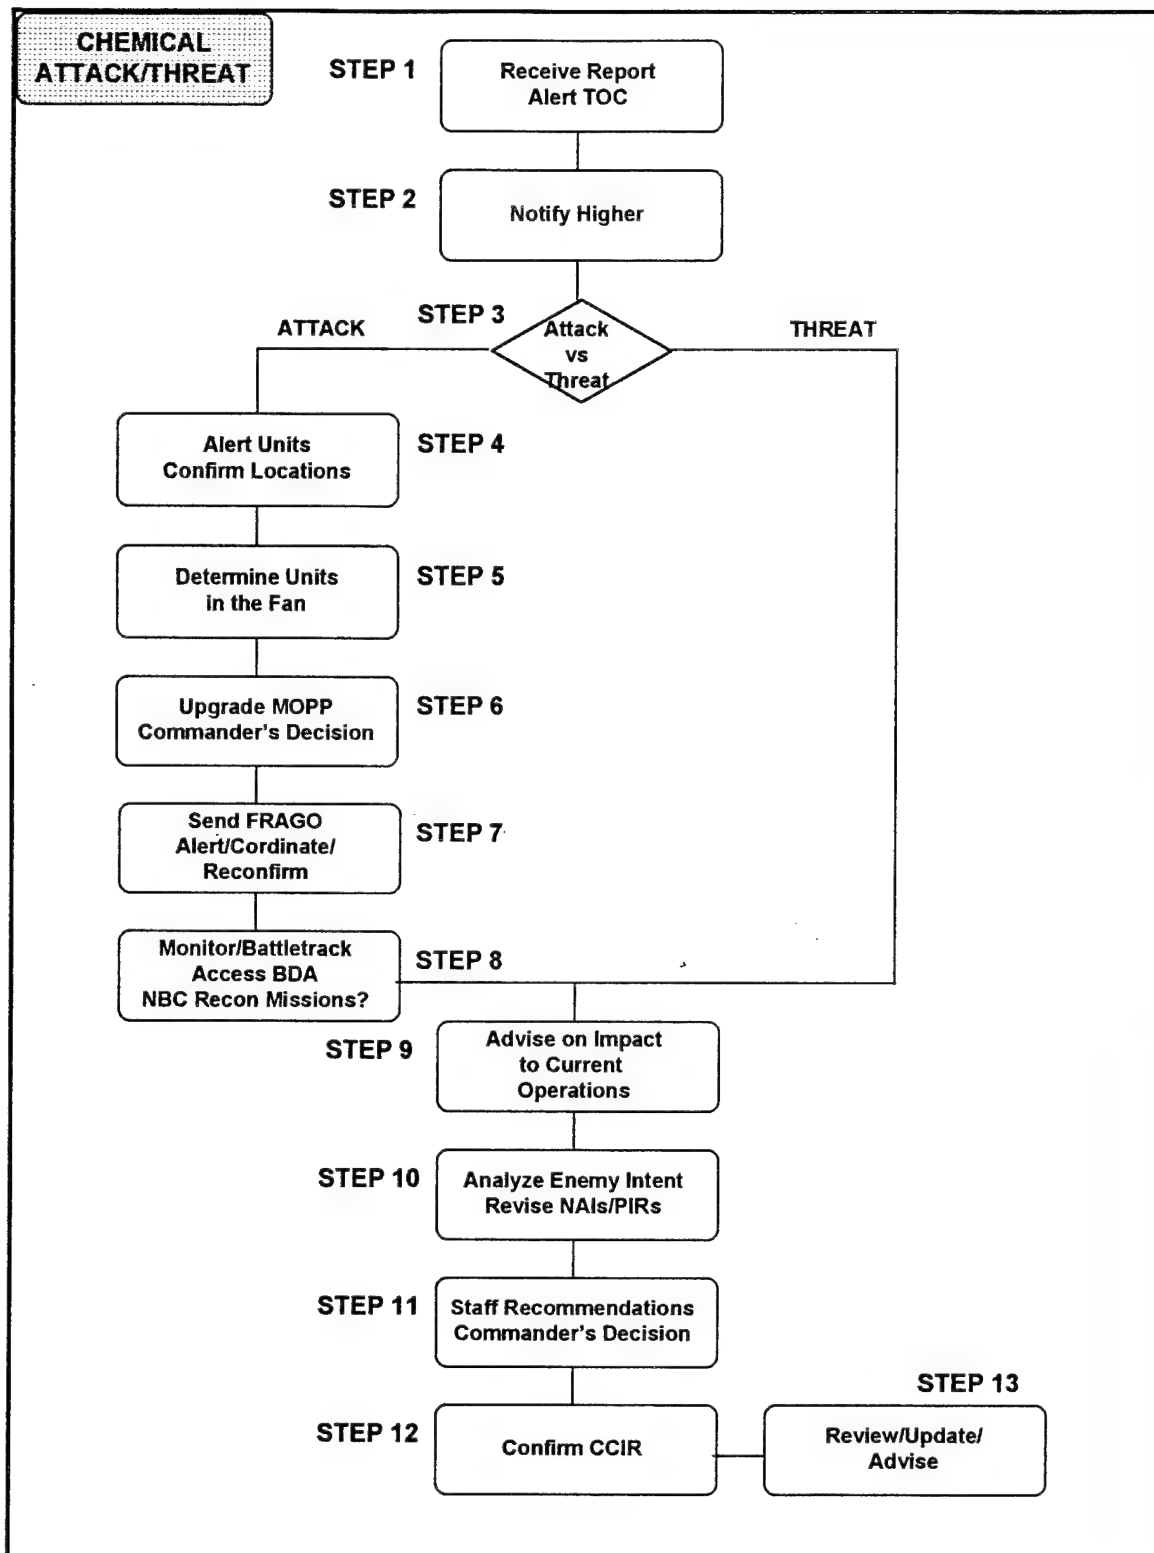 CHEMICAL
ATTACK/THREAT
STEP 1
Receive Report
Alert TOC
STEP 2
Notify Higher
STEP 3
Attack
vs
Threat
ATTACK
THREAT
STEP 4
Alert Units
Confirm Locations
STEP 5
Determine Units
in the Fan
STEP 6
Upgrade MOPP
Commander's Decision
STEP 7
Send FRAGO
Alert/Cordinate/
Reconfirm
STEP 8
Monitor/Battletrack
Access BDA
NBC Recon Missions?
STEP 9
Advise on Impact
to Current
Operations
STEP 10
Analyze Enemy Intent
Revise NAIs/PIRs
STEP 11
Staff Recommendations
Commander's Decision
STEP 12
Confirm CCIR
STEP 13
Review/Update/
Advise